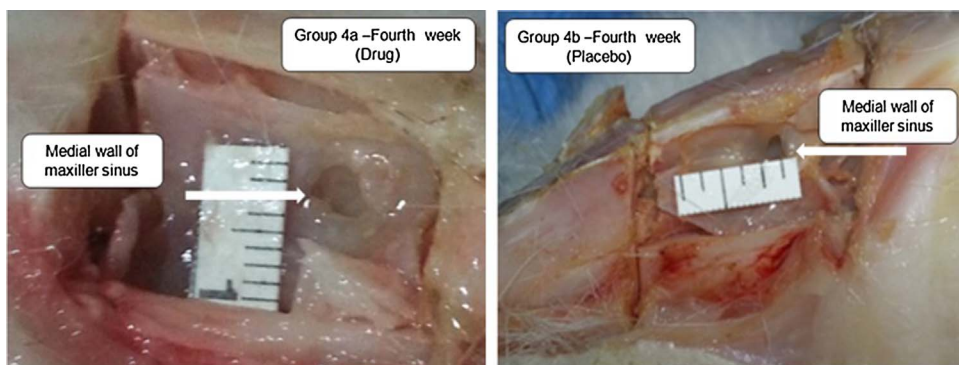 Group 4a –Fourth week
(Drug)
Medial wall of
maxiller sinus
Group 4b –Fourth week
(Placebo)
Medial wall of
maxiller sinus